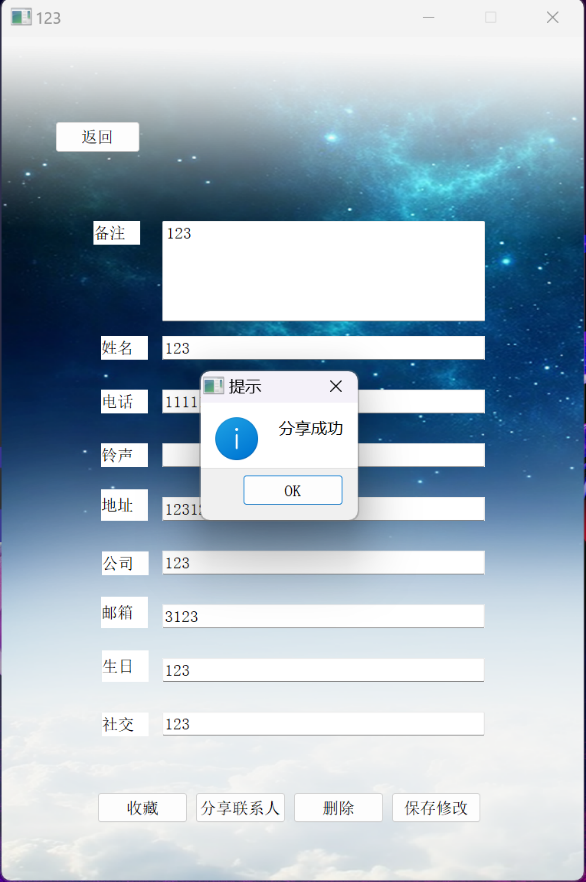 123
返回
备注
123
姓名
123
提示
电话
1111
铃声
分享成功
OK
地址
公司
123
邮箱
3123
生日
123
社交
123
收藏
分享联系人
删除
保存修改